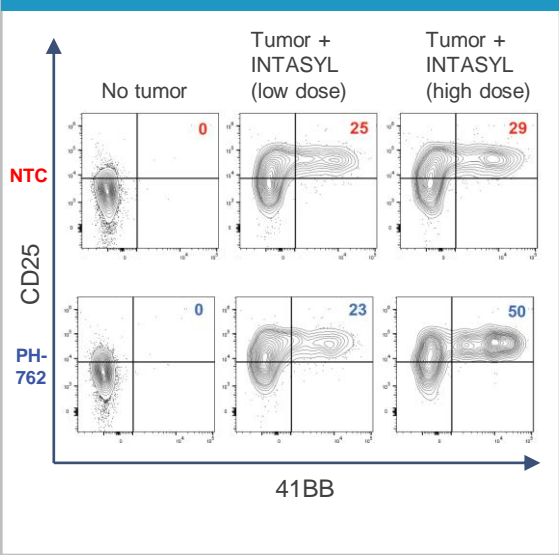 Tumor +
INTASYL
(low dose)
Tumor +
INTASYL
(high dose)
No tumor
NTC
0
25
29
CD25
PH-
762
0
23
50
41BB